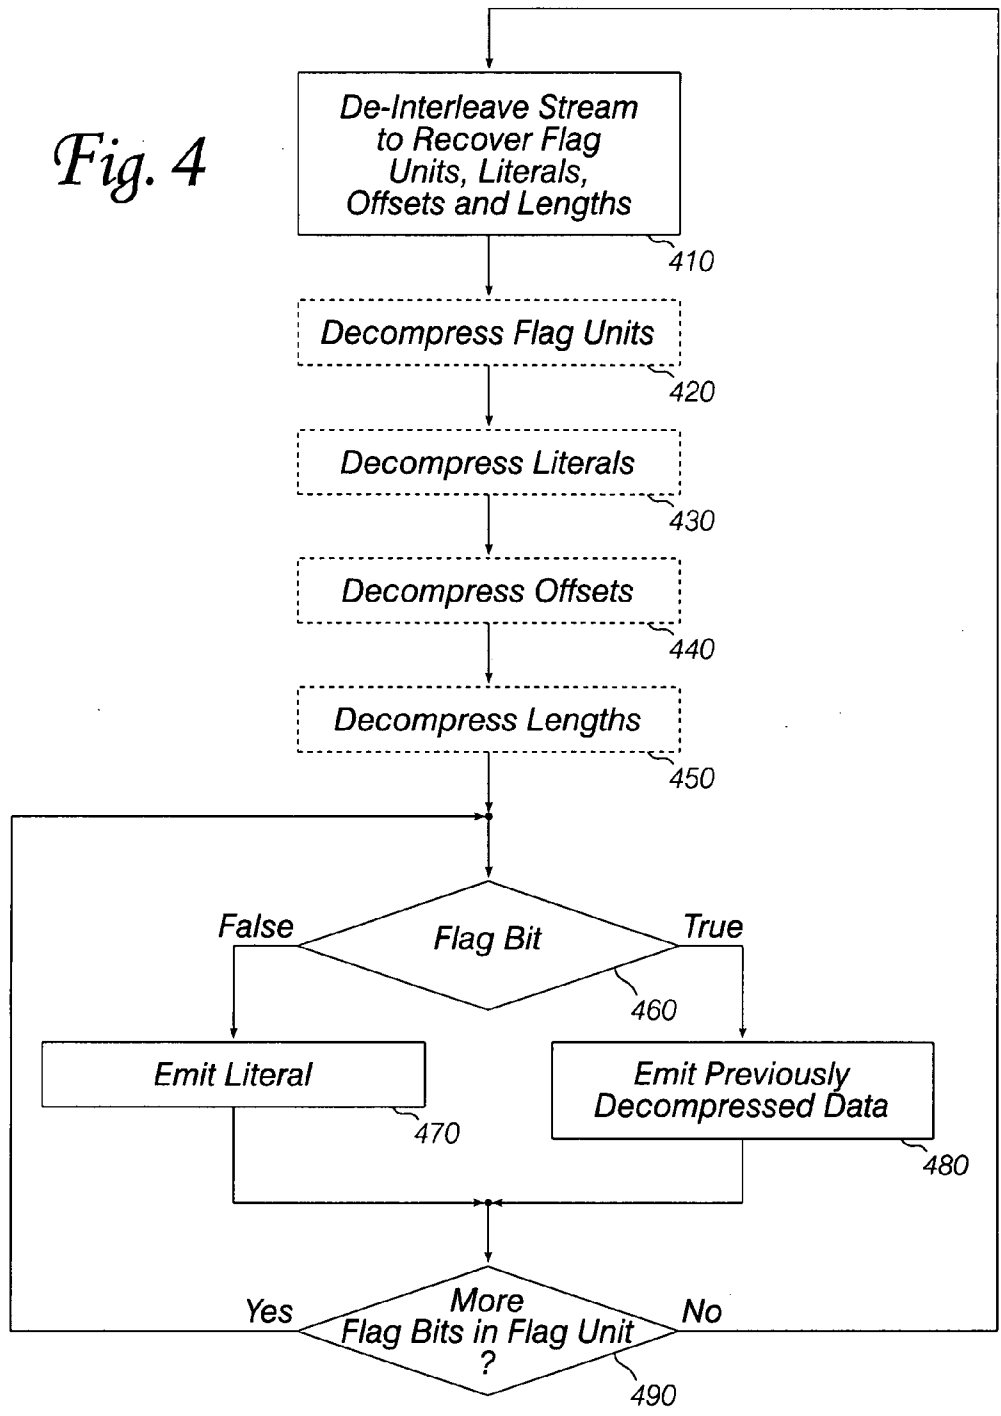 Fig. 4
De-Interleave Stream
to Recover Flag
Units, Literals,
Offsets and Lengths
410
Decompress Flag Units
420
Decompress Literals
430
Decompress Offsets
440
Decompress Lengths
450
False
Flag Bit
True
460
Emit Literal
470
Emit Previously
Decompressed Data
480
Yes
More
Flag Bits in Flag Unit
?
No
490